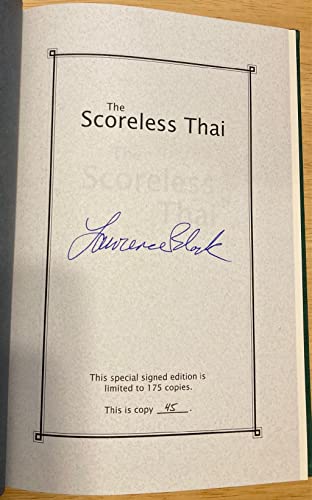 The
Scoreless Thai
Lawrence Block
This special signed edition is
limited to 175 copies.
This is copy 45.